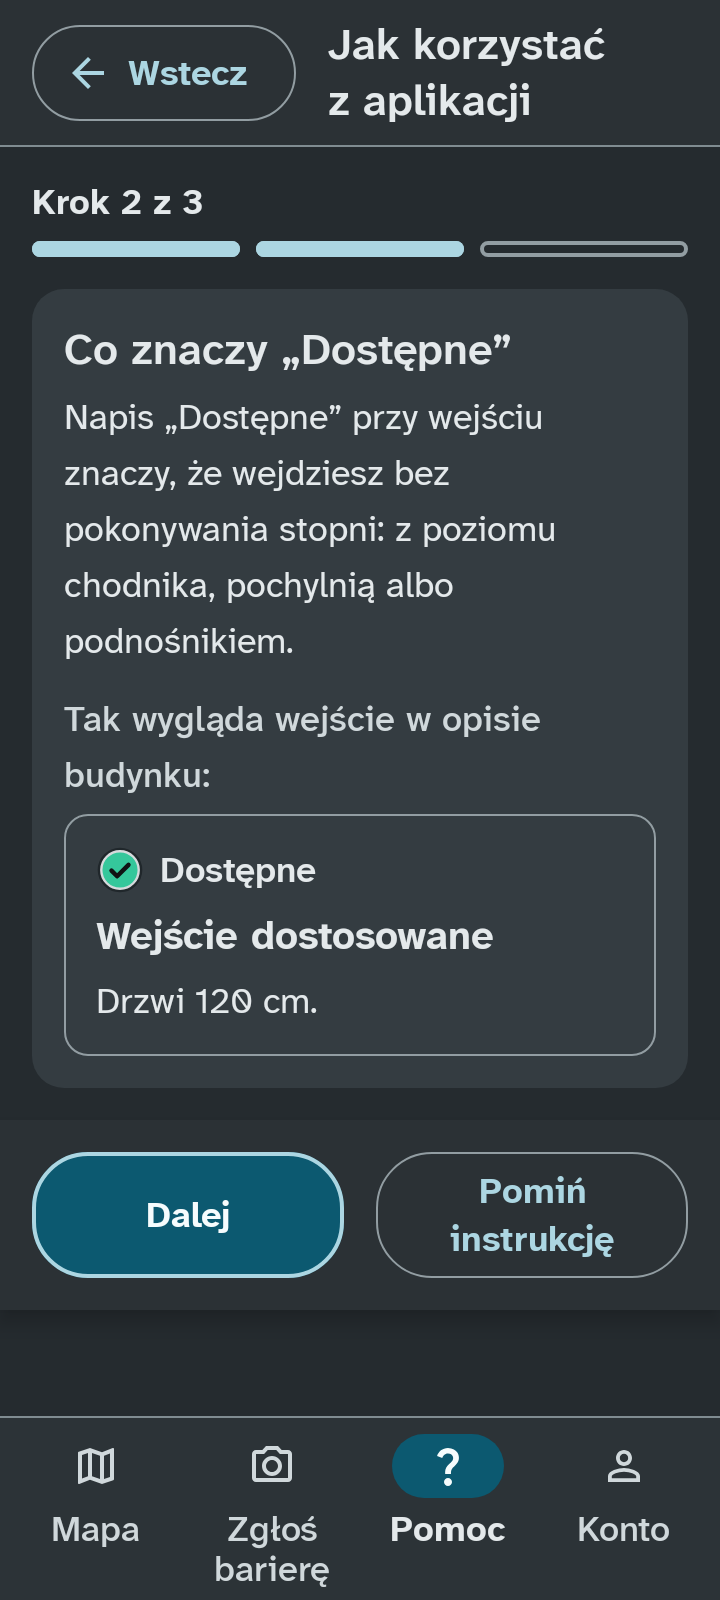 Wstecz
Jak korzystać
z aplikacji
Krok 2 z 3
Co znaczy „Dostępne”
Napis „Dostępne” przy wejściu
znaczy, że wejdziesz bez
pokonywania stopni: z poziomu
chodnika, pochylnią albo
podnośnikiem.
Tak wygląda wejście w opisie
budynku:
Dostępne
Wejście dostosowane
Drzwi 120 cm.
Dalej
Pomiń
instrukcję
Mapa
Zgłoś
barierę
Pomoc
Konto